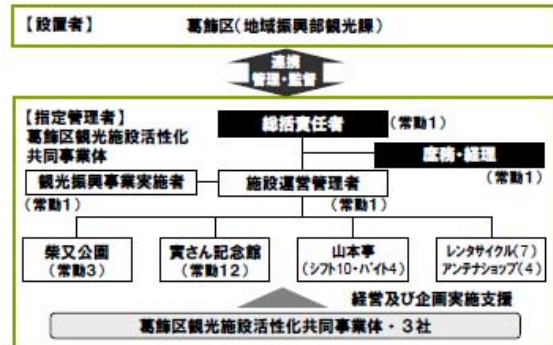 【設置者】 葛飾区(地域振興部観光課)
連携
管理・監督
【指定管理者】
葛飾区観光施設活性化
共同事業体
総括責任者 (常勤1)
庶務・経理
(常勤1)
観光振興事業実施者
(常勤1)
施設運営管理者
(常勤1)
柴又公園
(常勤3)
寅さん記念館
(常勤12)
山本亭
(シフト10・バイト4)
レンタサイクル(7)
アンテナショップ(4)
経営及び企画実施支援
葛飾区観光施設活性化共同事業体・3社